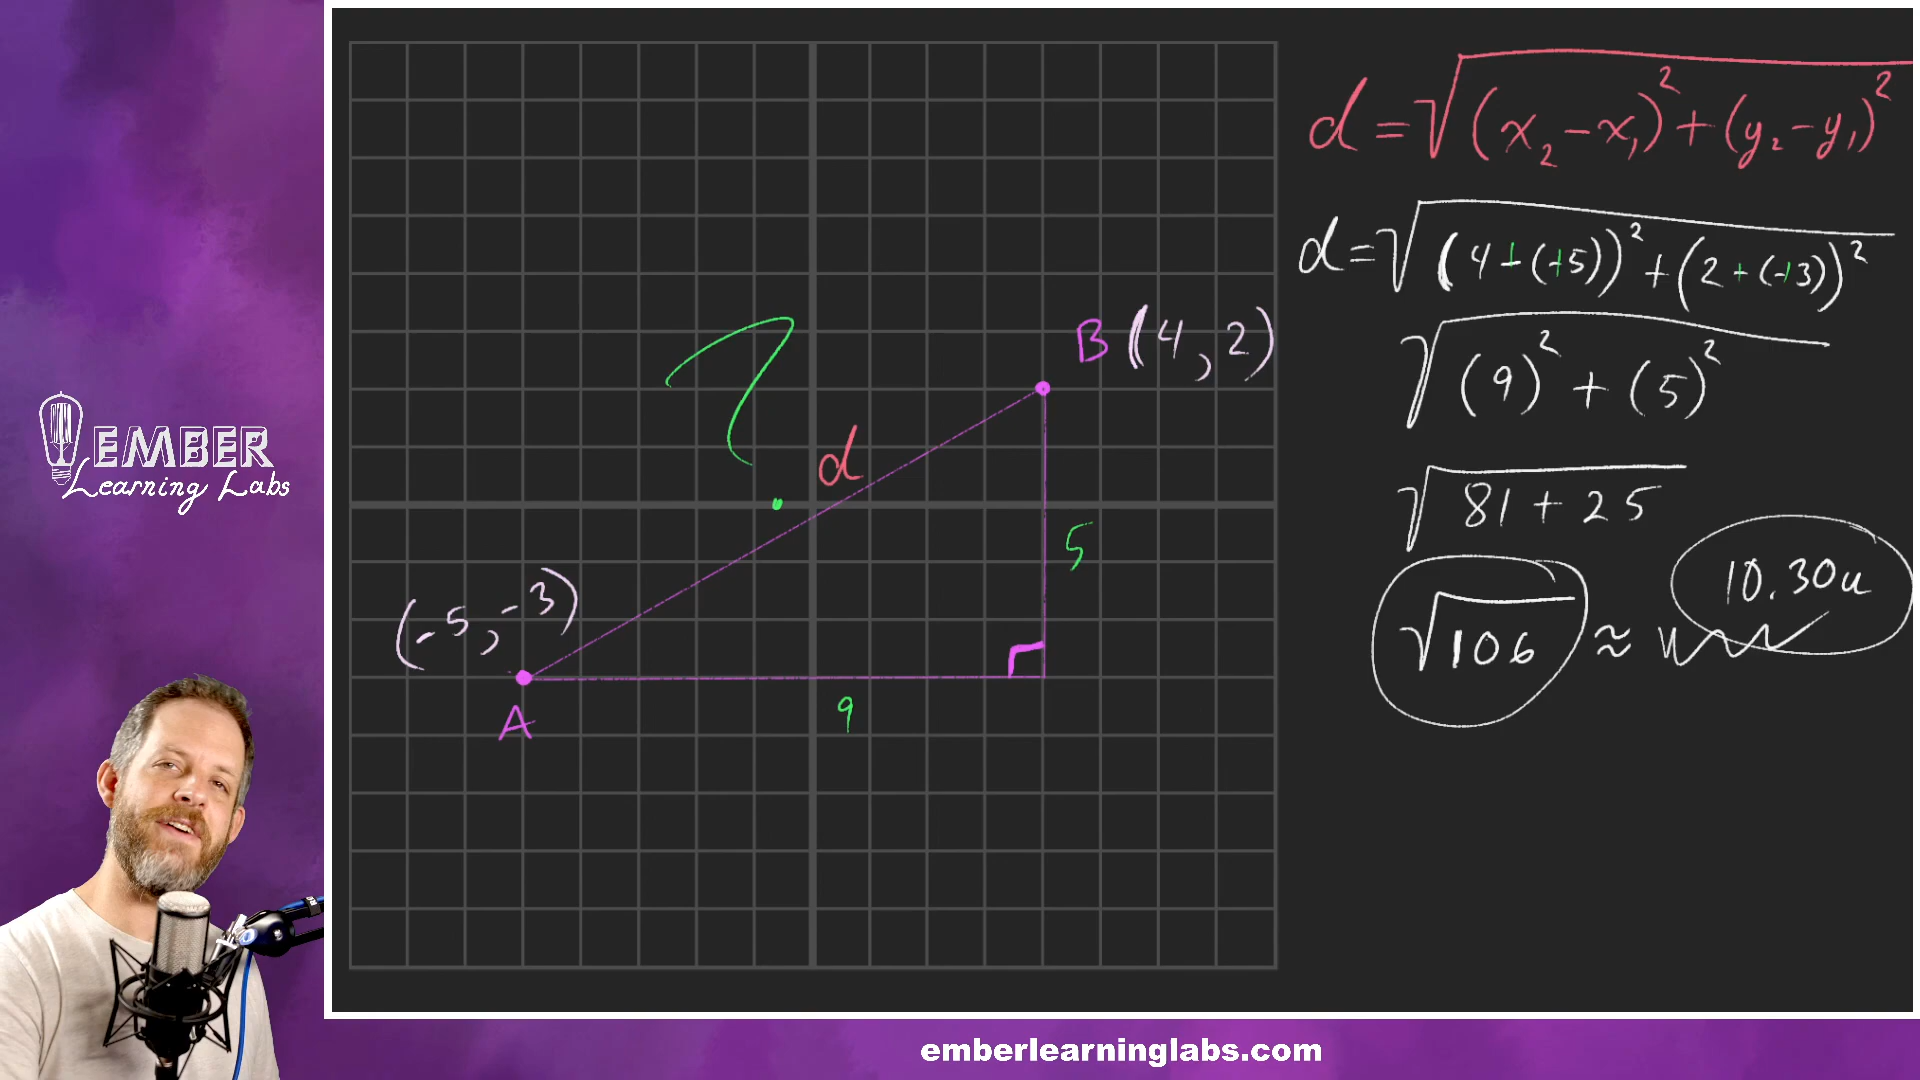 EMBER
Learning Labs
(-5, -3)
A
B (4, 2)
d
5
9
d = √(x₂ - x₁)² + (y₂ - y₁)²
d = √(4 + (+5))² + (2 + (+3))²
√(9)² + (5)²
√81 + 25
√106 ≈ 10.30u
emberlearninglabs.com